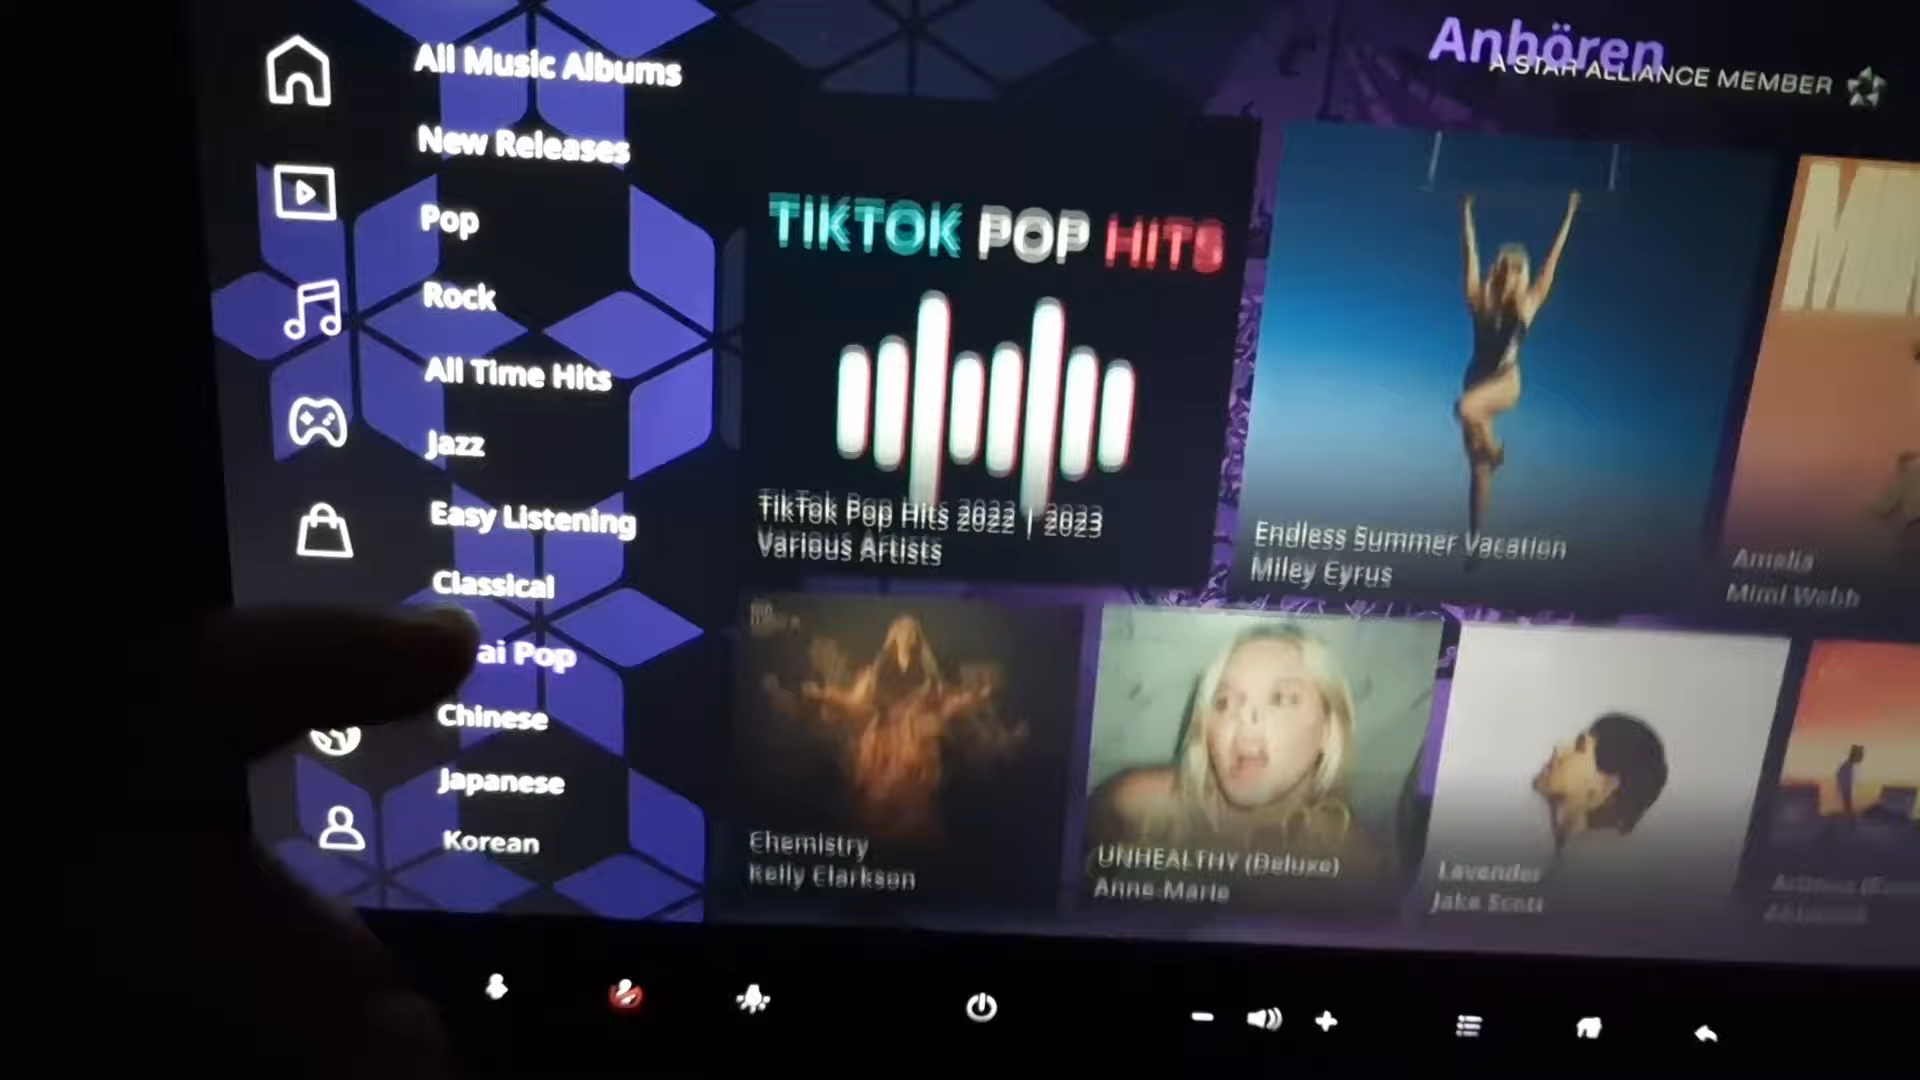 All Music Albums
New Releases
Pop
Rock
All Time Hits
Jazz
Easy Listening
Classical
ai Pop
Chinese
Japanese
Korean
Anhören
A STAR ALLIANCE MEMBER
TIKTOK POP HITS
TikTok Pop Hits 2022 | 2023
Various Artists
Endless Summer Vacation
Miley Cyrus
Amelia
Mimi Webb
Chemistry
Kelly Clarkson
UNHEALTHY (Deluxe)
Anne-Marie
Lavender
Jake Scott